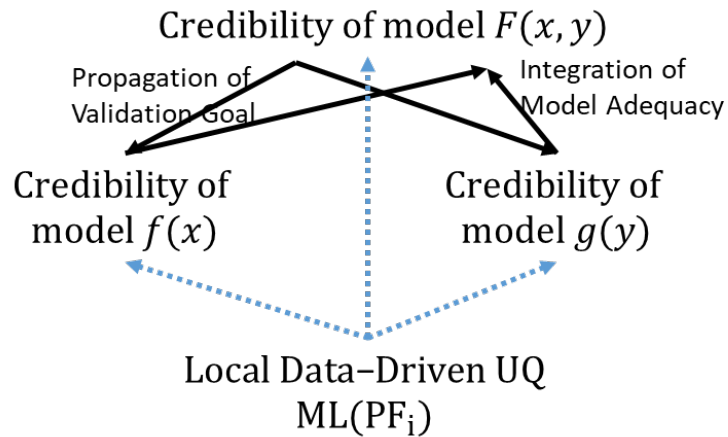 Credibility of model F(x, y)
Propagation of
Validation Goal
Integration of
Model Adequacy
Credibility of
model f(x)
Credibility of
model g(y)
Local Data–Driven UQ
ML(PFᵢ)